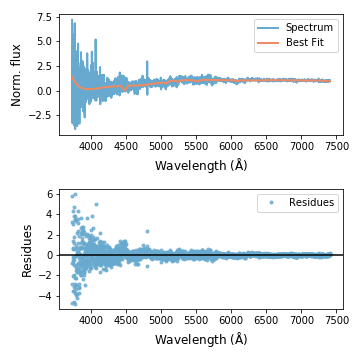 7.5
5.0
2.5
0.0
−2.5
Norm. flux
Spectrum
Best Fit
4000 4500 5000 5500 6000 6500 7000 7500
Wavelength (Å)
6
4
2
0
−2
−4
Residues
Residues
4000 4500 5000 5500 6000 6500 7000 7500
Wavelength (Å)